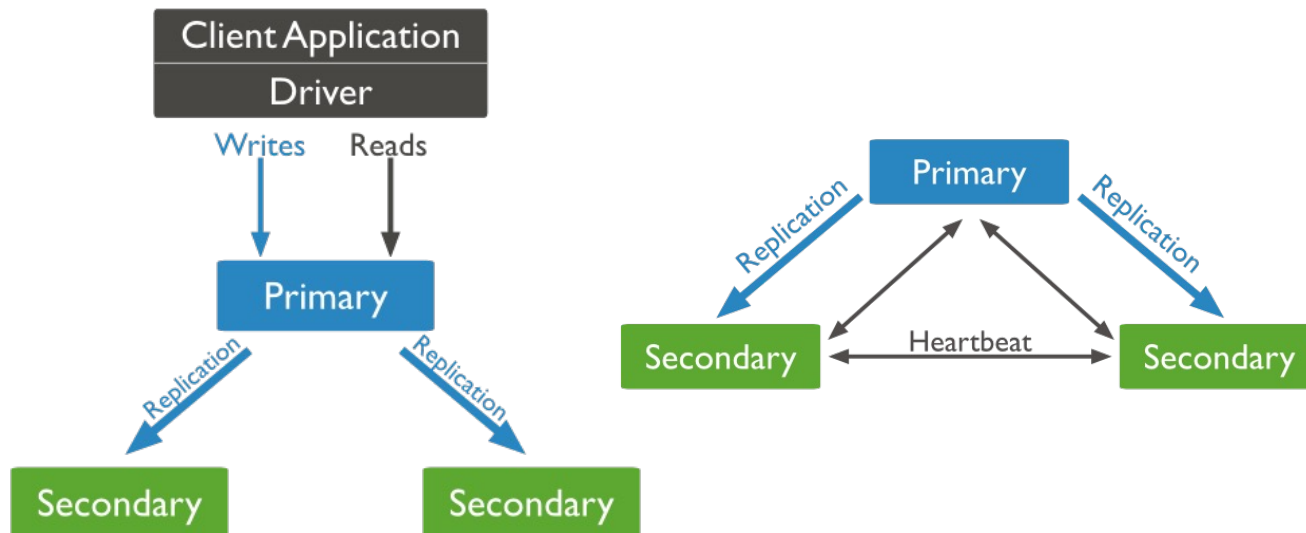 Client Application
Driver
Writes
Reads
Primary
Replication
Replication
Secondary
Secondary
Primary
Replication
Replication
Secondary
Heartbeat
Secondary